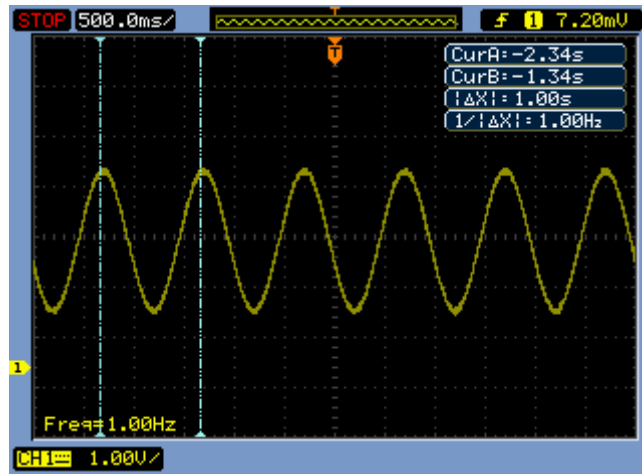 STOP 500.0ms/ T 1 7.20mV
T
CurA:-2.34s
CurB:-1.34s
|ΔX|:1.00s
1/|ΔX|:1.00Hz
1
Freq=1.00Hz
CH1 1.00V/